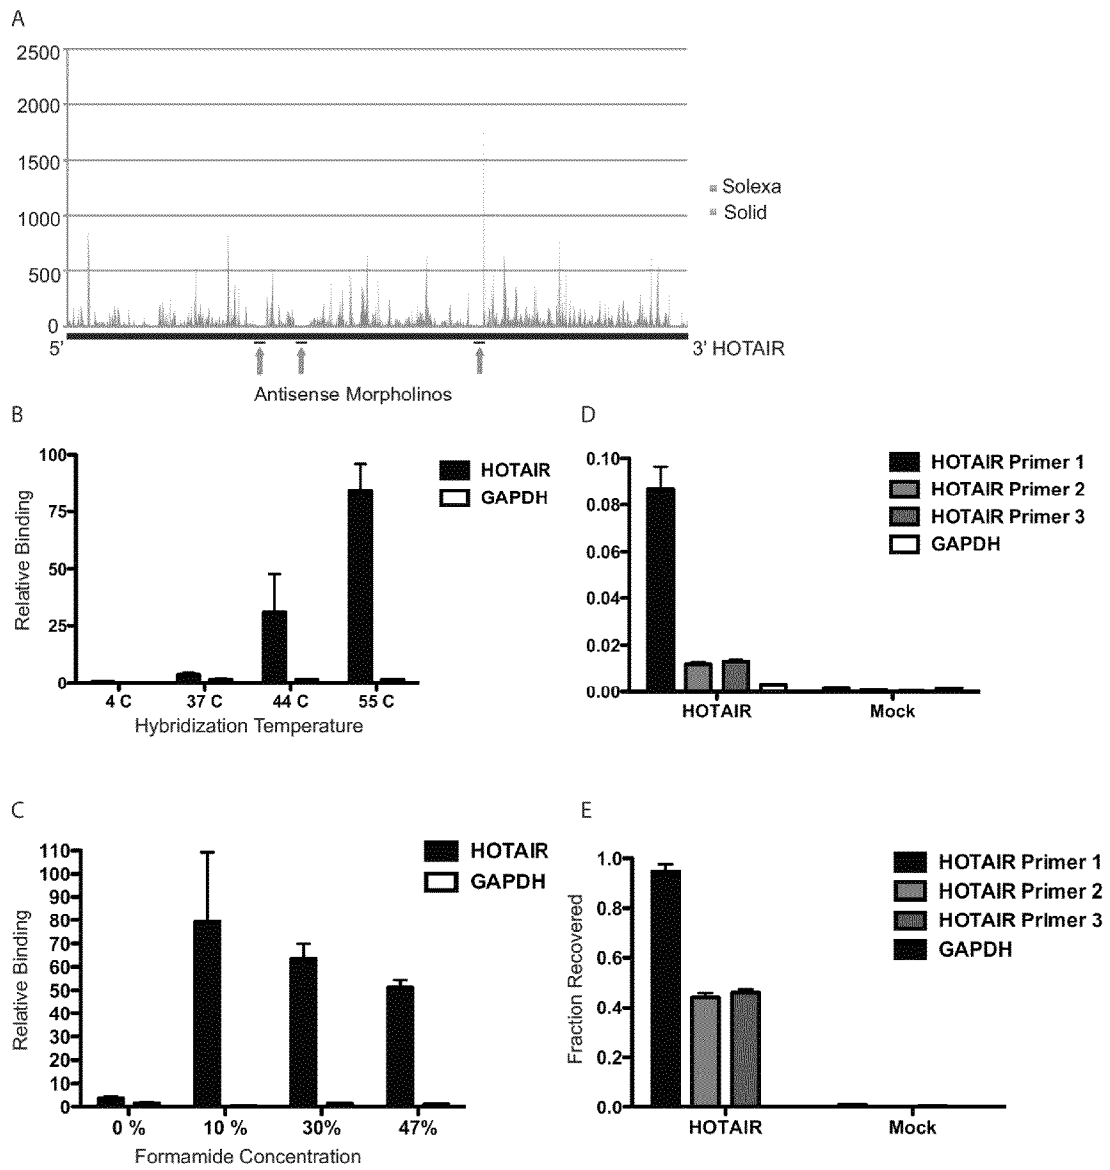 A
2500
2000
1500
1000
500
0
Solexa
Solid
5' 3' HOTAIR
Antisense Morpholinos
B
100
75
50
25
0
Relative Binding
HOTAIR
GAPDH
4 C 37 C 44 C 55 C
Hybridization Temperature
D
0.10
0.08
0.06
0.04
0.02
0.00
HOTAIR Primer 1
HOTAIR Primer 2
HOTAIR Primer 3
GAPDH
HOTAIR Mock
C
110
100
90
80
70
60
50
40
30
20
10
0
Relative Binding
HOTAIR
GAPDH
0 % 10 % 30% 47%
Formamide Concentration
E
1.0
0.8
0.6
0.4
0.2
0.0
Fraction Recovered
HOTAIR Primer 1
HOTAIR Primer 2
HOTAIR Primer 3
GAPDH
HOTAIR Mock